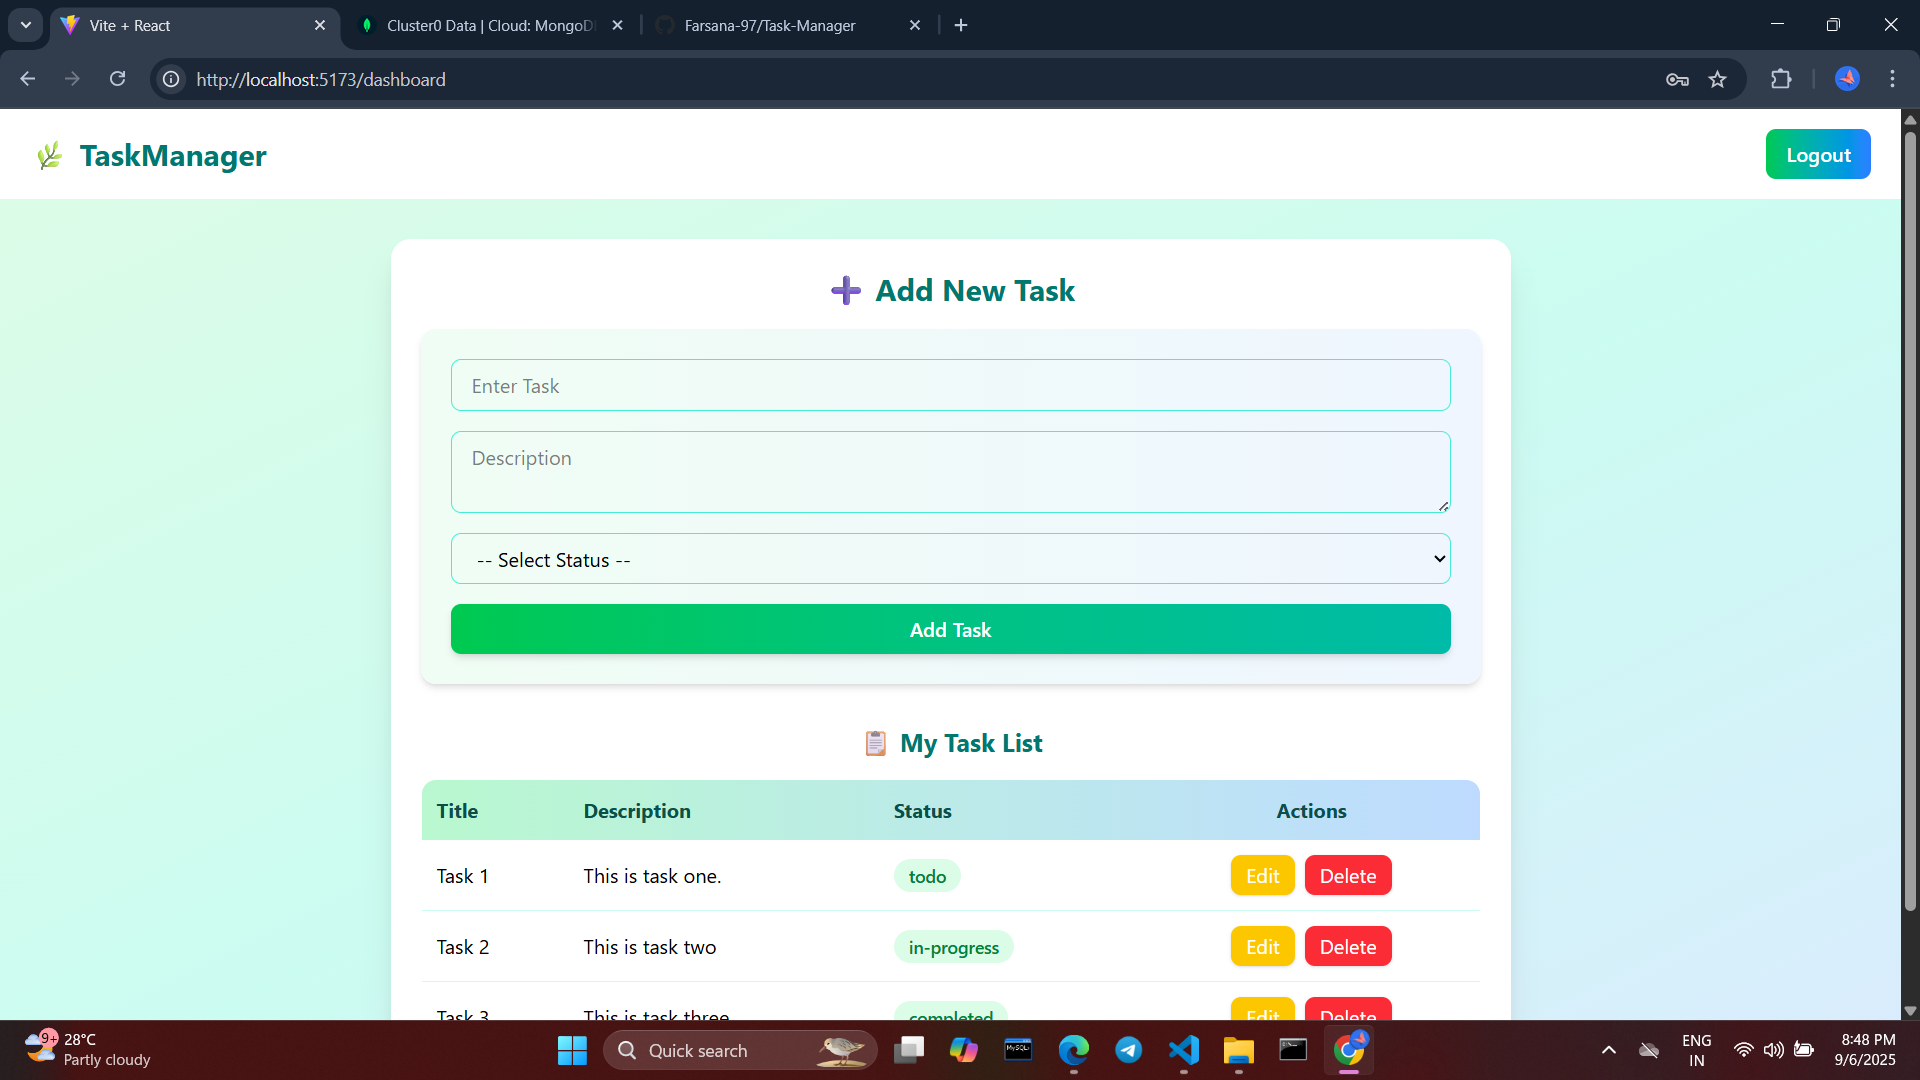 Vite + React
Cluster0 Data | Cloud: MongoD
Farsana-97/Task-Manager
http://localhost:5173/dashboard
TaskManager
Logout
Add New Task
Enter Task
Description
-- Select Status --
Add Task
My Task List
Title Description Status Actions
Task 1 This is task one. todo Edit Delete
Task 2 This is task two in-progress Edit Delete
Task 3 This is task three completed Edit Delete
9+
28°C
Partly cloudy
Quick search
MySQL
ENG
IN
8:48 PM
9/6/2025